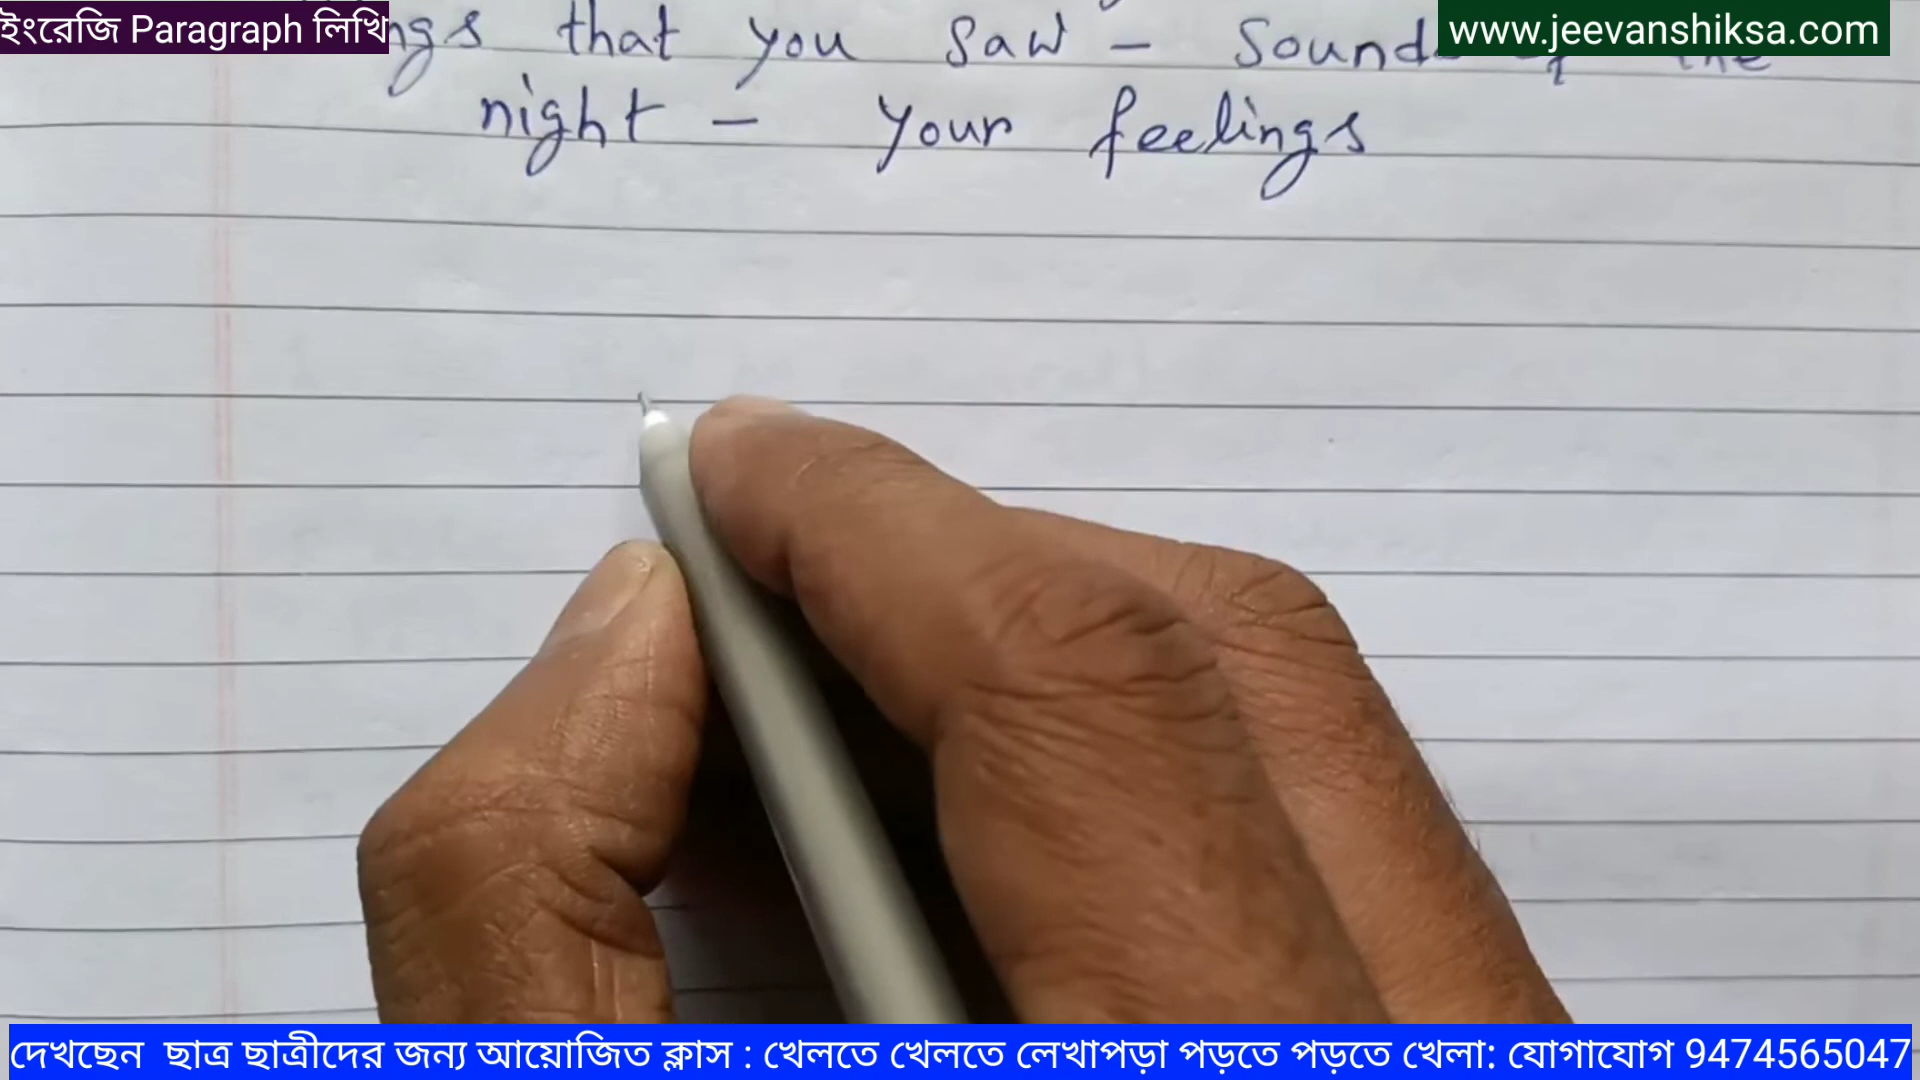 ইংরেজি Paragraph লিখি
www.jeevanshiksa.com
that you saw - Sound the
night - Your feelings
দেখছেন ছাত্র ছাত্রীদের জন্য আয়োজিত ক্লাস : খেলতে খেলতে লেখাপড়া পড়তে পড়তে খেলা: যোগাযোগ 9474565047